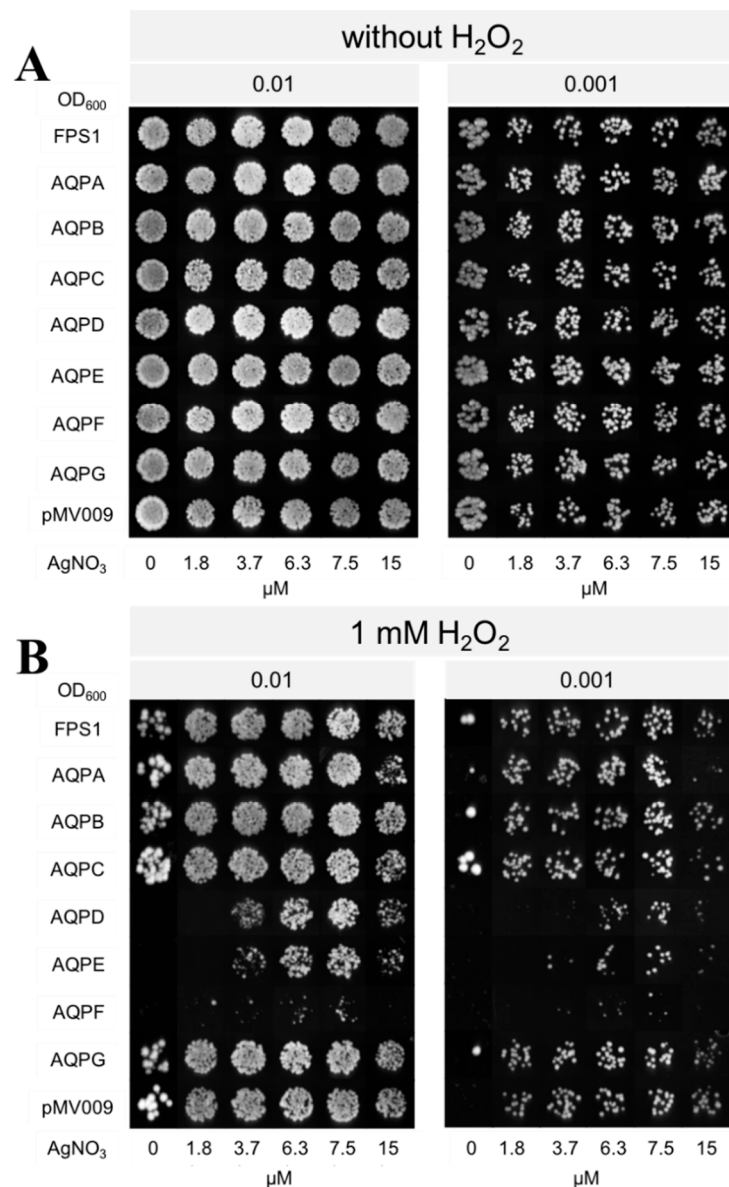 A
without H₂O₂
0.01 0.001
OD₆₀₀
FPS1
AQPA
AQPB
AQPC
AQPD
AQPE
AQPF
AQPG
pMV009
AgNO₃ 0 1.8 3.7 6.3 7.5 15 0 1.8 3.7 6.3 7.5 15
µM µM
B
1 mM H₂O₂
0.01 0.001
OD₆₀₀
FPS1
AQPA
AQPB
AQPC
AQPD
AQPE
AQPF
AQPG
pMV009
AgNO₃ 0 1.8 3.7 6.3 7.5 15 0 1.8 3.7 6.3 7.5 15
µM µM